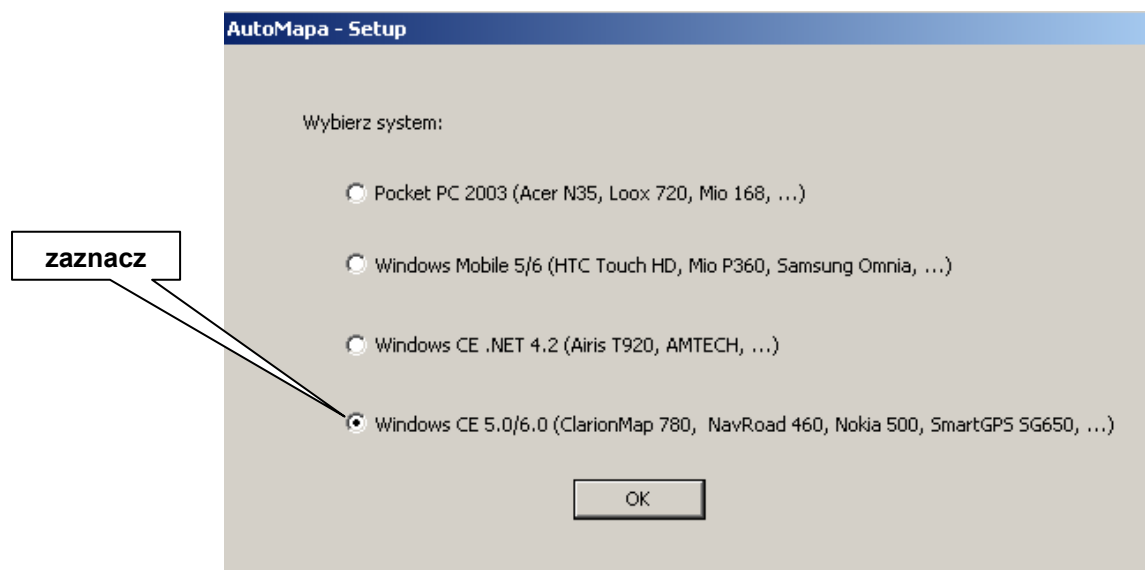 AutoMapa - Setup
Wybierz system:
Pocket PC 2003 (Acer N35, Loox 720, Mio 168, ...)
zaznacz
Windows Mobile 5/6 (HTC Touch HD, Mio P360, Samsung Omnia, ...)
Windows CE .NET 4.2 (Airis T920, AMTECH, ...)
Windows CE 5.0/6.0 (ClarionMap 780, NavRoad 460, Nokia 500, SmartGPS SG650, ...)
OK